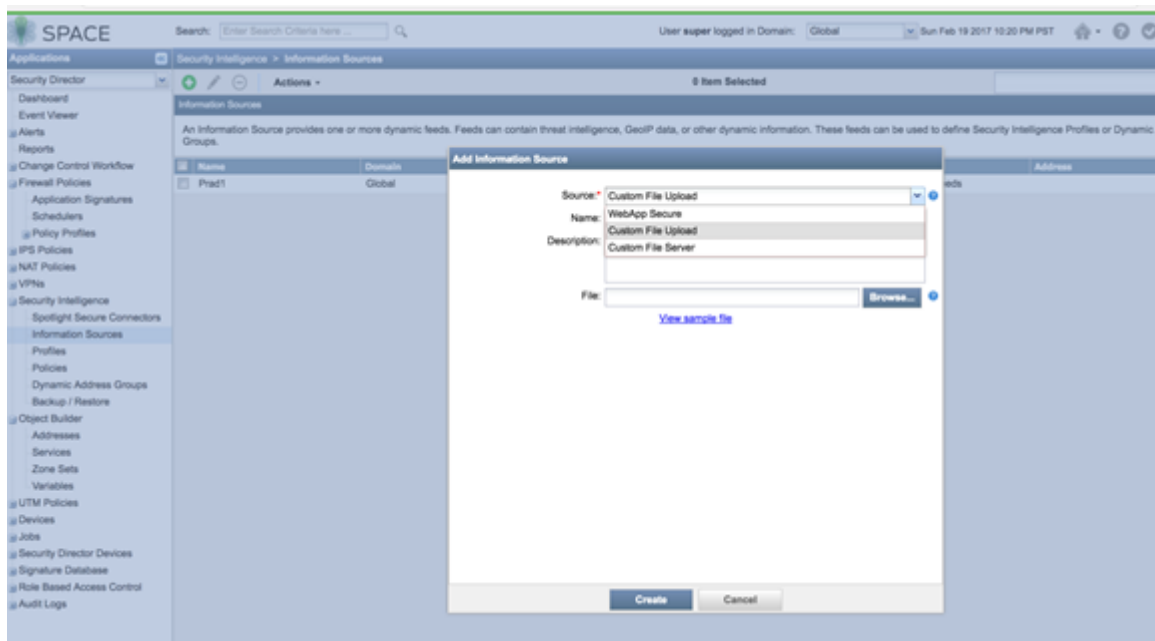 SPACE
Search: Enter Search Criteria here ...
User super logged in Domain: Global
Sun Feb 19 2017 10:20 PM PST
Applications
Security Intelligence > Information Sources
Security Director
Actions
0 Item Selected
Dashboard
Event Viewer
Alerts
Reports
Change Control Workflow
Firewall Policies
Application Signatures
Schedulers
Policy Profiles
IPS Policies
NAT Policies
VPNs
Security Intelligence
Spotlight Secure Connectors
Information Sources
Profiles
Policies
Dynamic Address Groups
Backup / Restore
Object Builder
Addresses
Services
Zone Sets
Variables
UTM Policies
Devices
Jobs
Security Director Devices
Signature Database
Role Based Access Control
Audit Logs
Information Sources
An Information Source provides one or more dynamic feeds. Feeds can contain threat intelligence, GeoIP data, or other dynamic information. These feeds can be used to define Security Intelligence Profiles or Dynamic
Groups.
Name Domain Address
Prad1 Global eeds
Add Information Source
Source:* Custom File Upload
Name: WebApp Secure
Custom File Upload
Description:
Custom File Server
File: Browse...
View sample file
Create Cancel